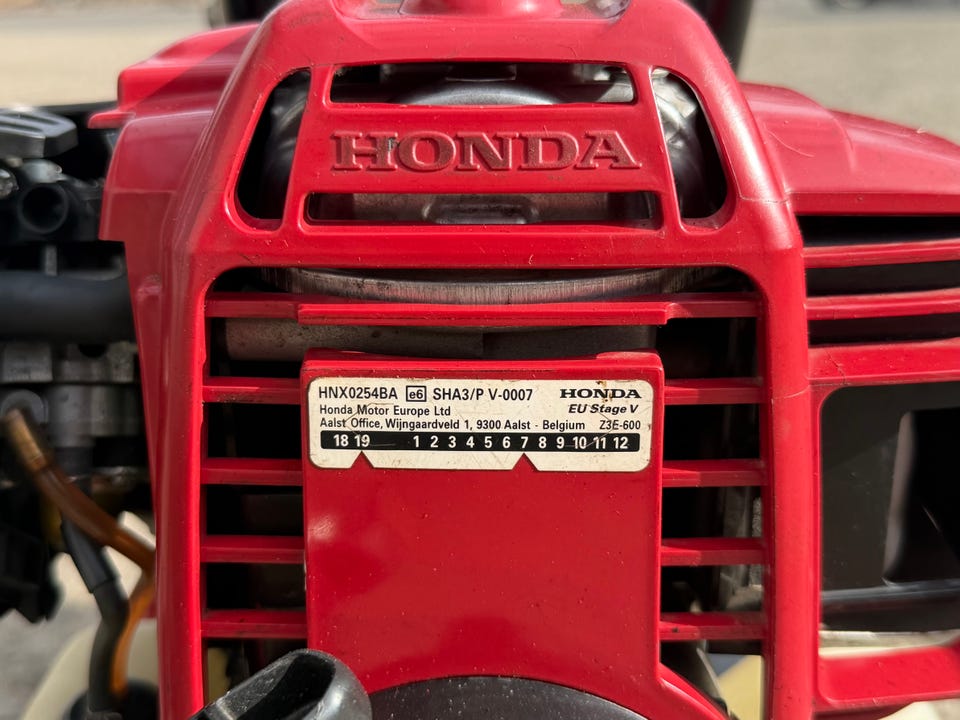 HONDA
HNX0254BA e6 SHA3/P V-0007 HONDA
Honda Motor Europe Ltd EU Stage V
Aalst Office, Wijngaardveld 1, 9300 Aalst - Belgium Z3E-600
18 19 1 2 3 4 5 6 7 8 9 10 11 12